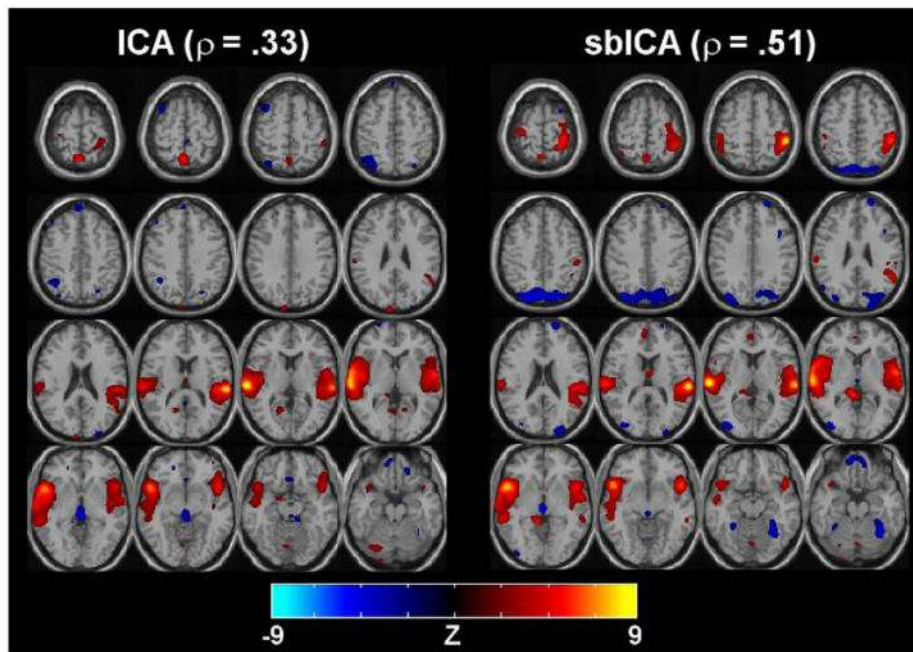 ICA (ρ = .33)
sbICA (ρ = .51)
-9 Z 9